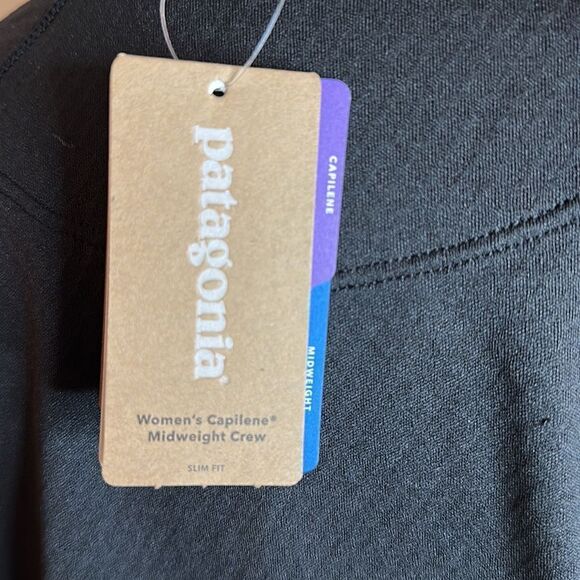 patagonia®
Women's Capilene®
Midweight Crew
SLIM FIT
CAPILENE
MIDWEIGHT